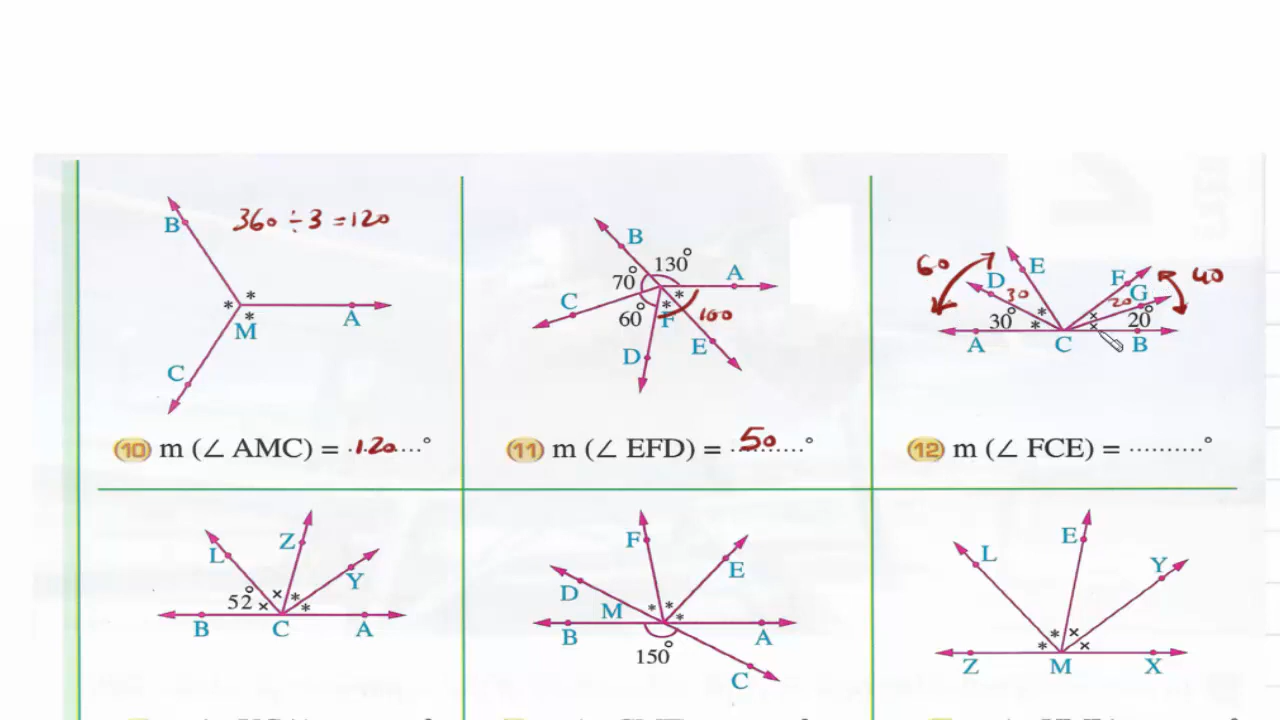 B
360 ÷ 3 = 120
*
*
*
M
A
C
(10) m (∠ AMC) = .120....°
B
130°
70°
A
C
*
*
60°
F
100
E
D
(11) m (∠ EFD) = ..50....°
60
E
D
30
F
40
G
20
*
30°
*
×
×
20°
A
C
B
(12) m (∠ FCE) = ..........°
L
Z
Y
52°
×
×
*
*
B
C
A
F
E
D
M
*
*
*
B
A
150°
C
E
L
Y
*
*
×
×
Z
M
X